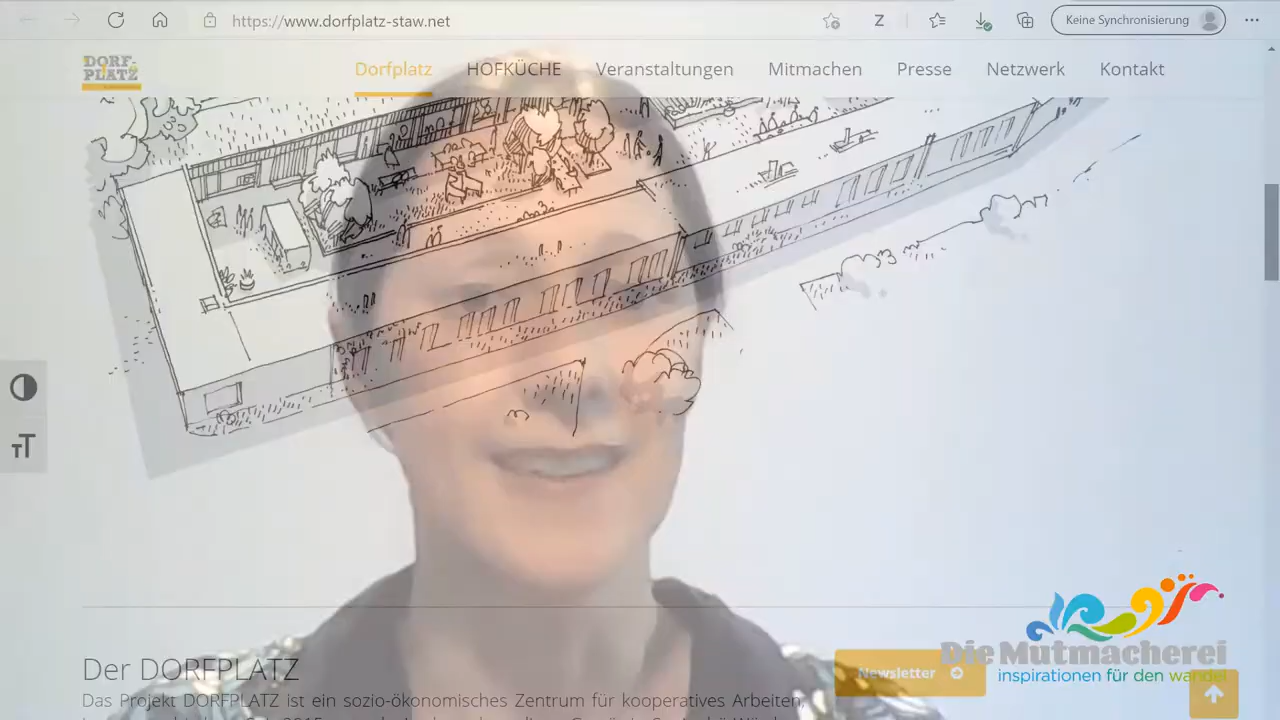 https://www.dorfplatz-staw.net
Z
Keine Synchronisierung
DORF-
PLATZ
Dorfplatz
HOFKÜCHE
Veranstaltungen
Mitmachen
Presse
Netzwerk
Kontakt
TT
Der DORFPLATZ
Das Projekt DORFPLATZ ist ein sozio-ökonomisches Zentrum für kooperatives Arbeiten,
Newsletter
Die Mutmacherei
inspirationen für den wandel